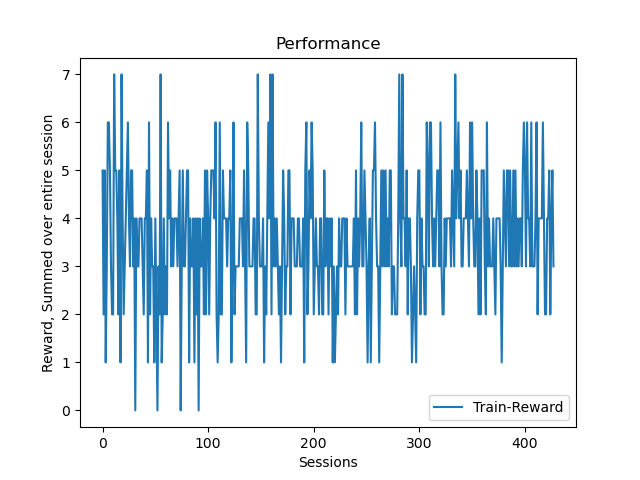 Performance
Reward, Summed over entire session
7
6
5
4
3
2
1
0
0 100 200 300 400
Sessions
Train-Reward